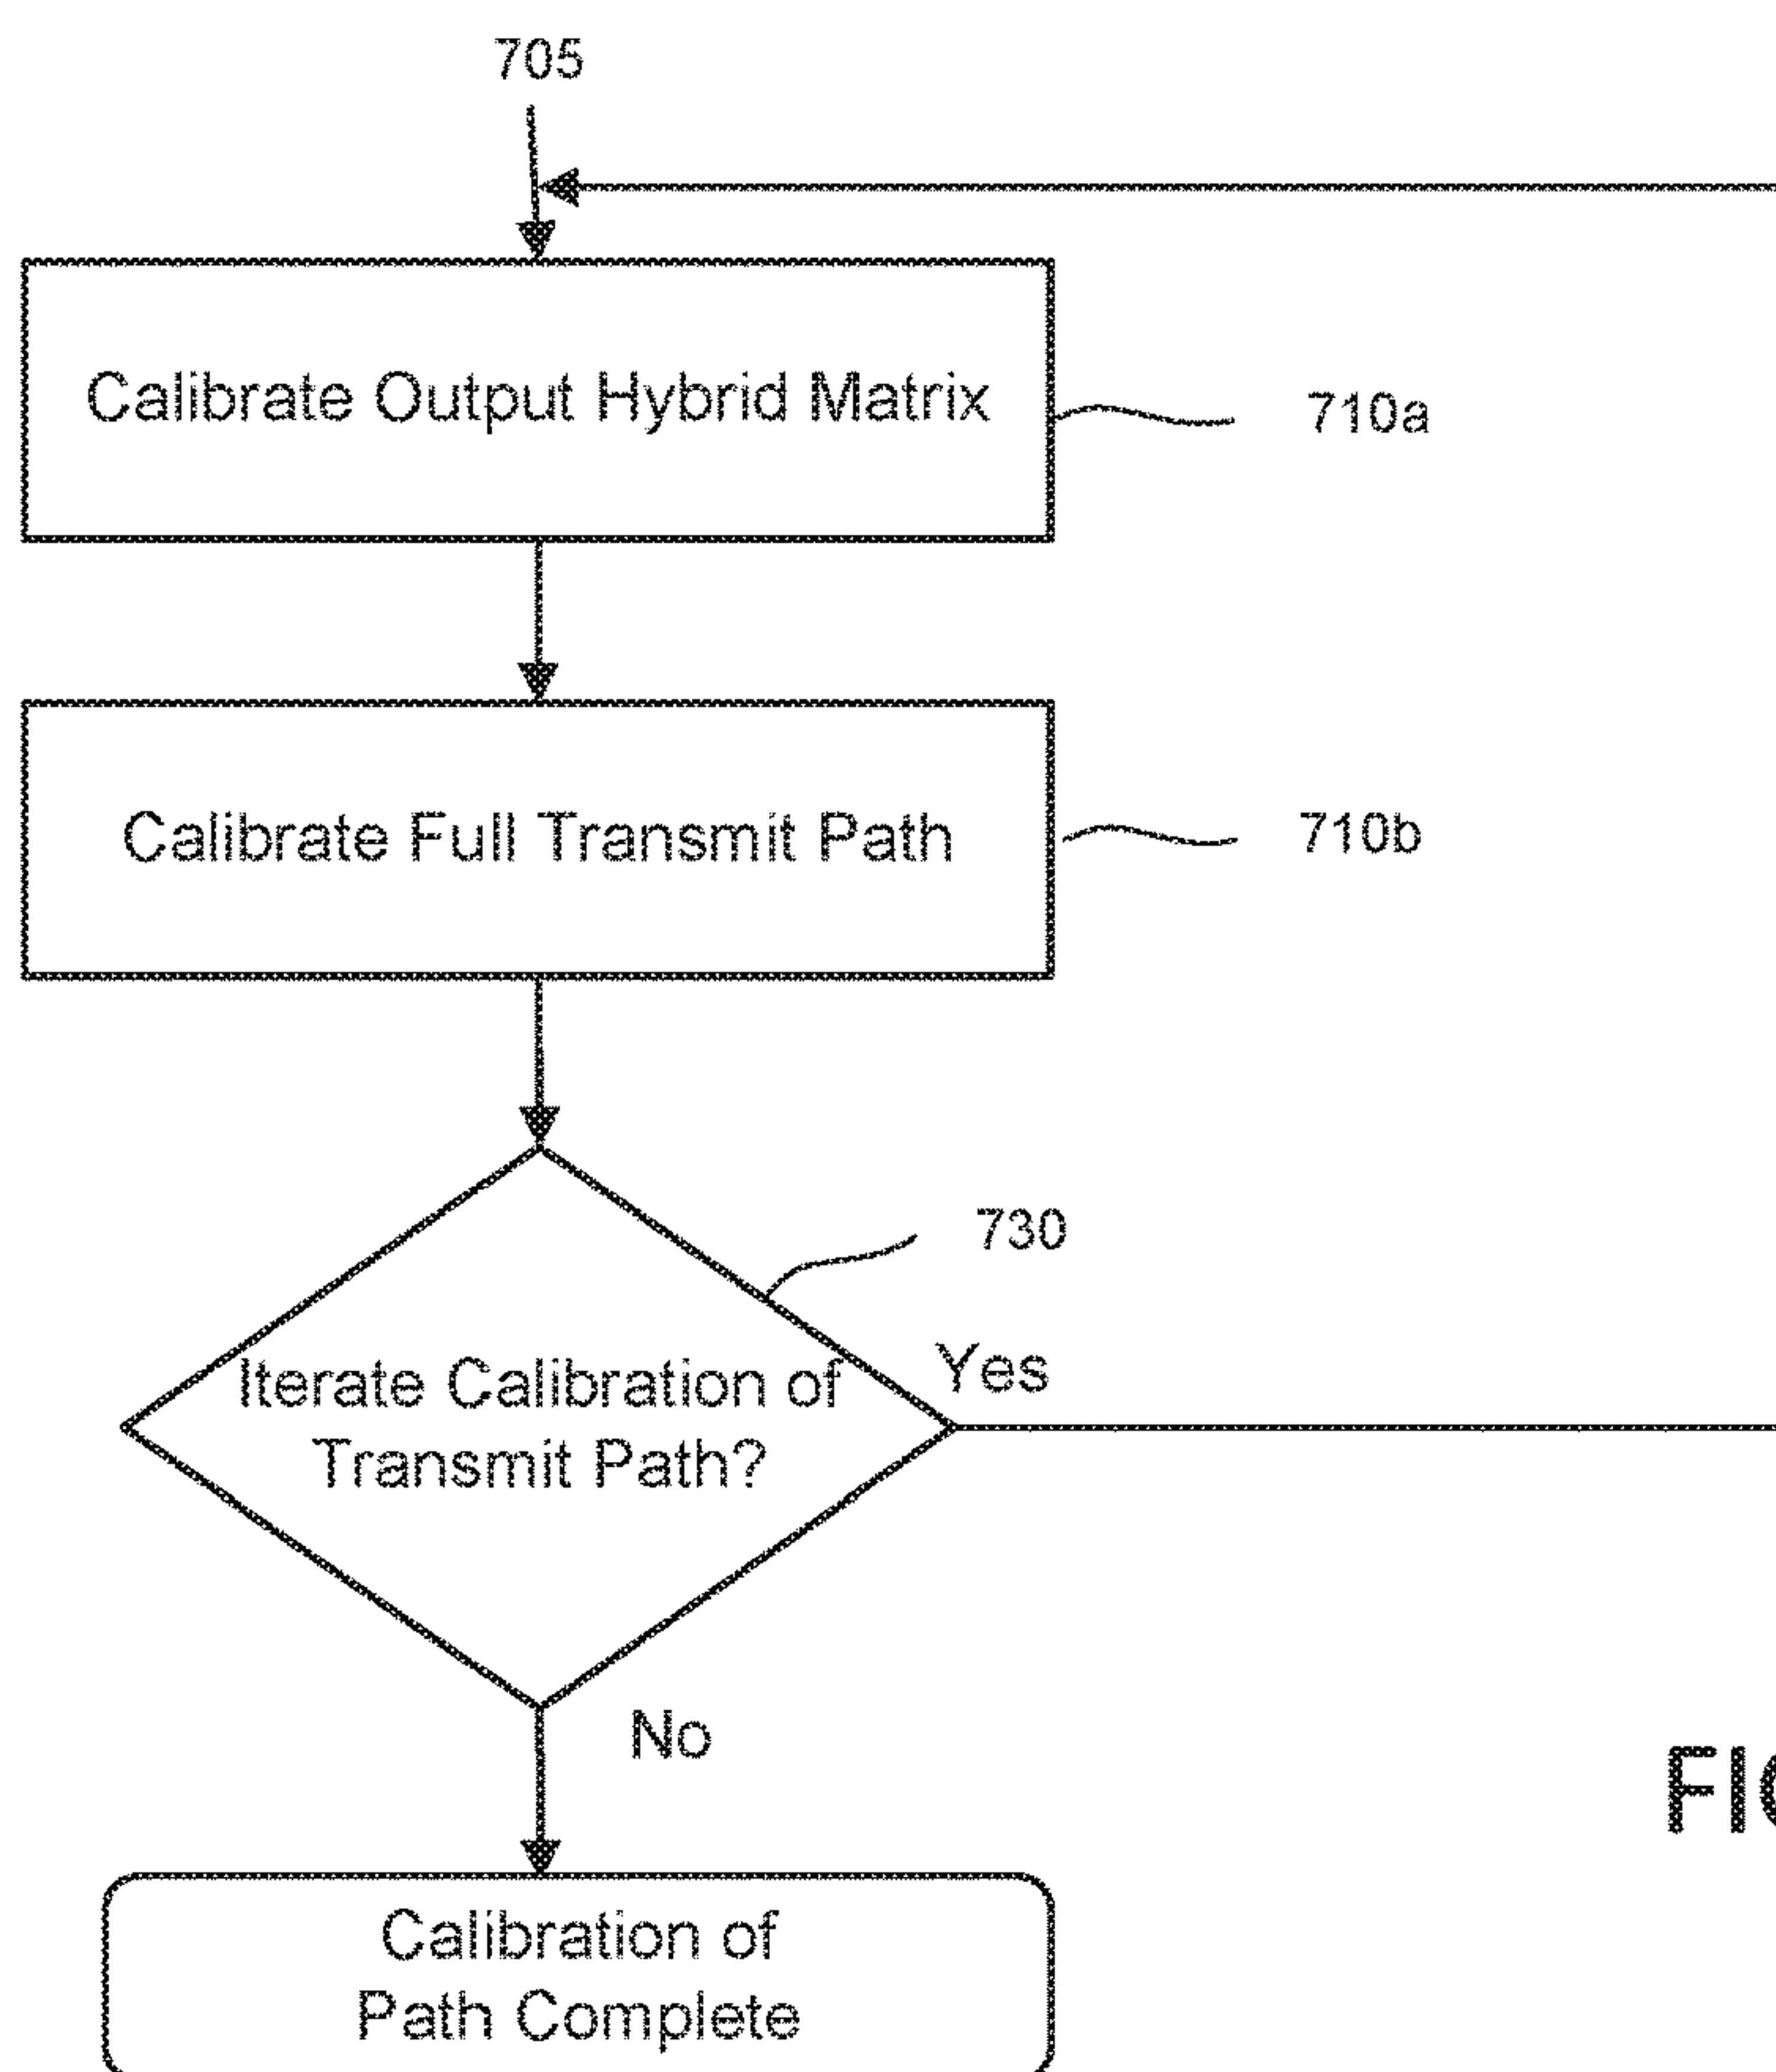 705
Calibrate Output Hybrid Matrix
710a
Calibrate Full Transmit Path
710b
730
Iterate Calibration of
Transmit Path?
Yes
No
Calibration of
Path Complete